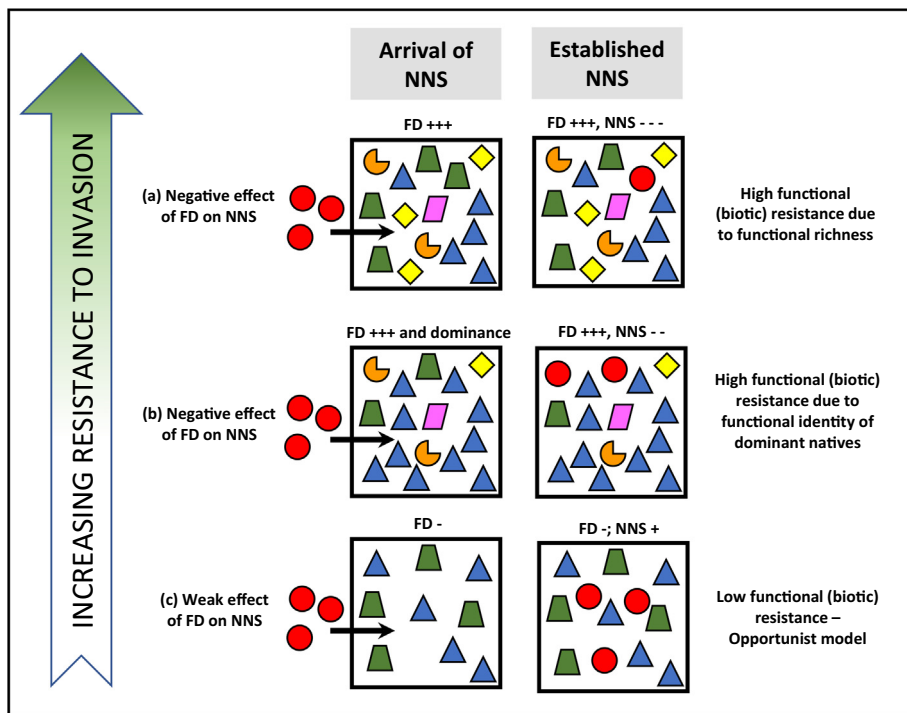 INCREASING RESISTANCE TO INVASION
Arrival of
NNS
Established
NNS
FD +++
FD +++, NNS - - -
(a) Negative effect
of FD on NNS
High functional
(biotic) resistance due
to functional richness
FD +++ and dominance
FD +++, NNS - -
(b) Negative effect
of FD on NNS
High functional (biotic)
resistance due to
functional identity of
dominant natives
FD -
FD -; NNS +
(c) Weak effect
of FD on NNS
Low functional (biotic)
resistance –
Opportunist model